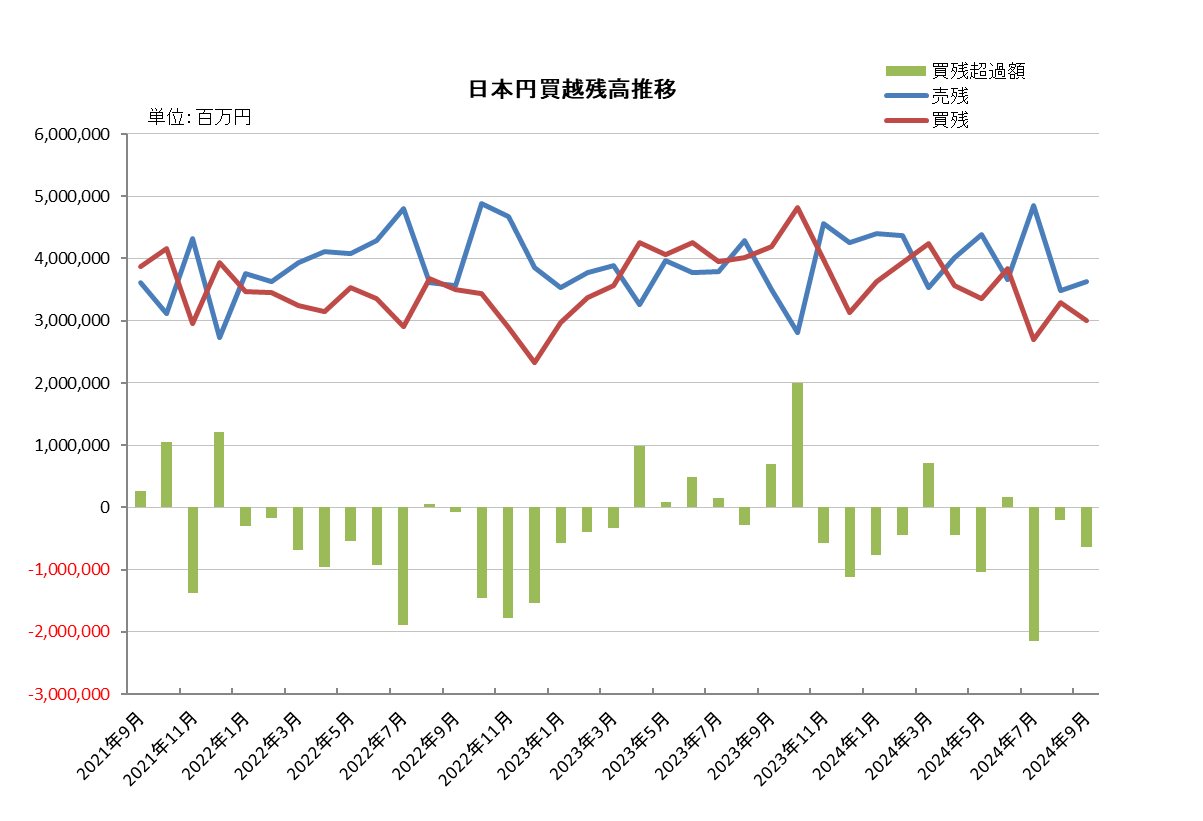 日本円買越残高推移
買残超過額
売残
買残
単位: 百万円
6,000,000
5,000,000
4,000,000
3,000,000
2,000,000
1,000,000
0
-1,000,000
-2,000,000
-3,000,000
2021年9月
2021年11月
2022年1月
2022年3月
2022年5月
2022年7月
2022年9月
2022年11月
2023年1月
2023年3月
2023年5月
2023年7月
2023年9月
2023年11月
2024年1月
2024年3月
2024年5月
2024年7月
2024年9月